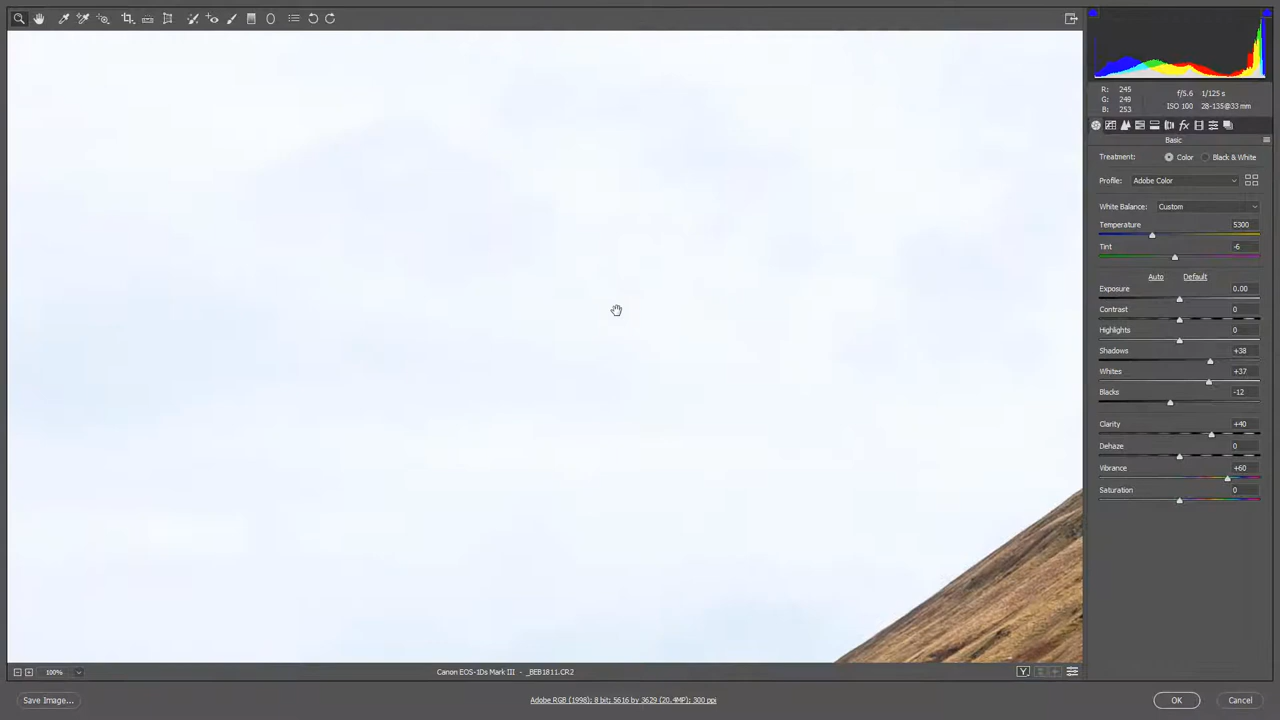 R: 245
G: 249
B: 253
f/5.6 1/125 s
ISO 100 28-135@33 mm
Basic
Treatment: Color Black & White
Profile: Adobe Color
White Balance: Custom
Temperature 5300
Tint -6
Auto Default
Exposure 0.00
Contrast 0
Highlights 0
Shadows +38
Whites +37
Blacks -12
Clarity +40
Dehaze 0
Vibrance +60
Saturation 0
100% Canon EOS-1Ds Mark III - _BEB1811.CR2 Y
Save Image... Adobe RGB (1998); 8 bit; 5616 by 3629 (20.4MP); 300 ppi OK Cancel